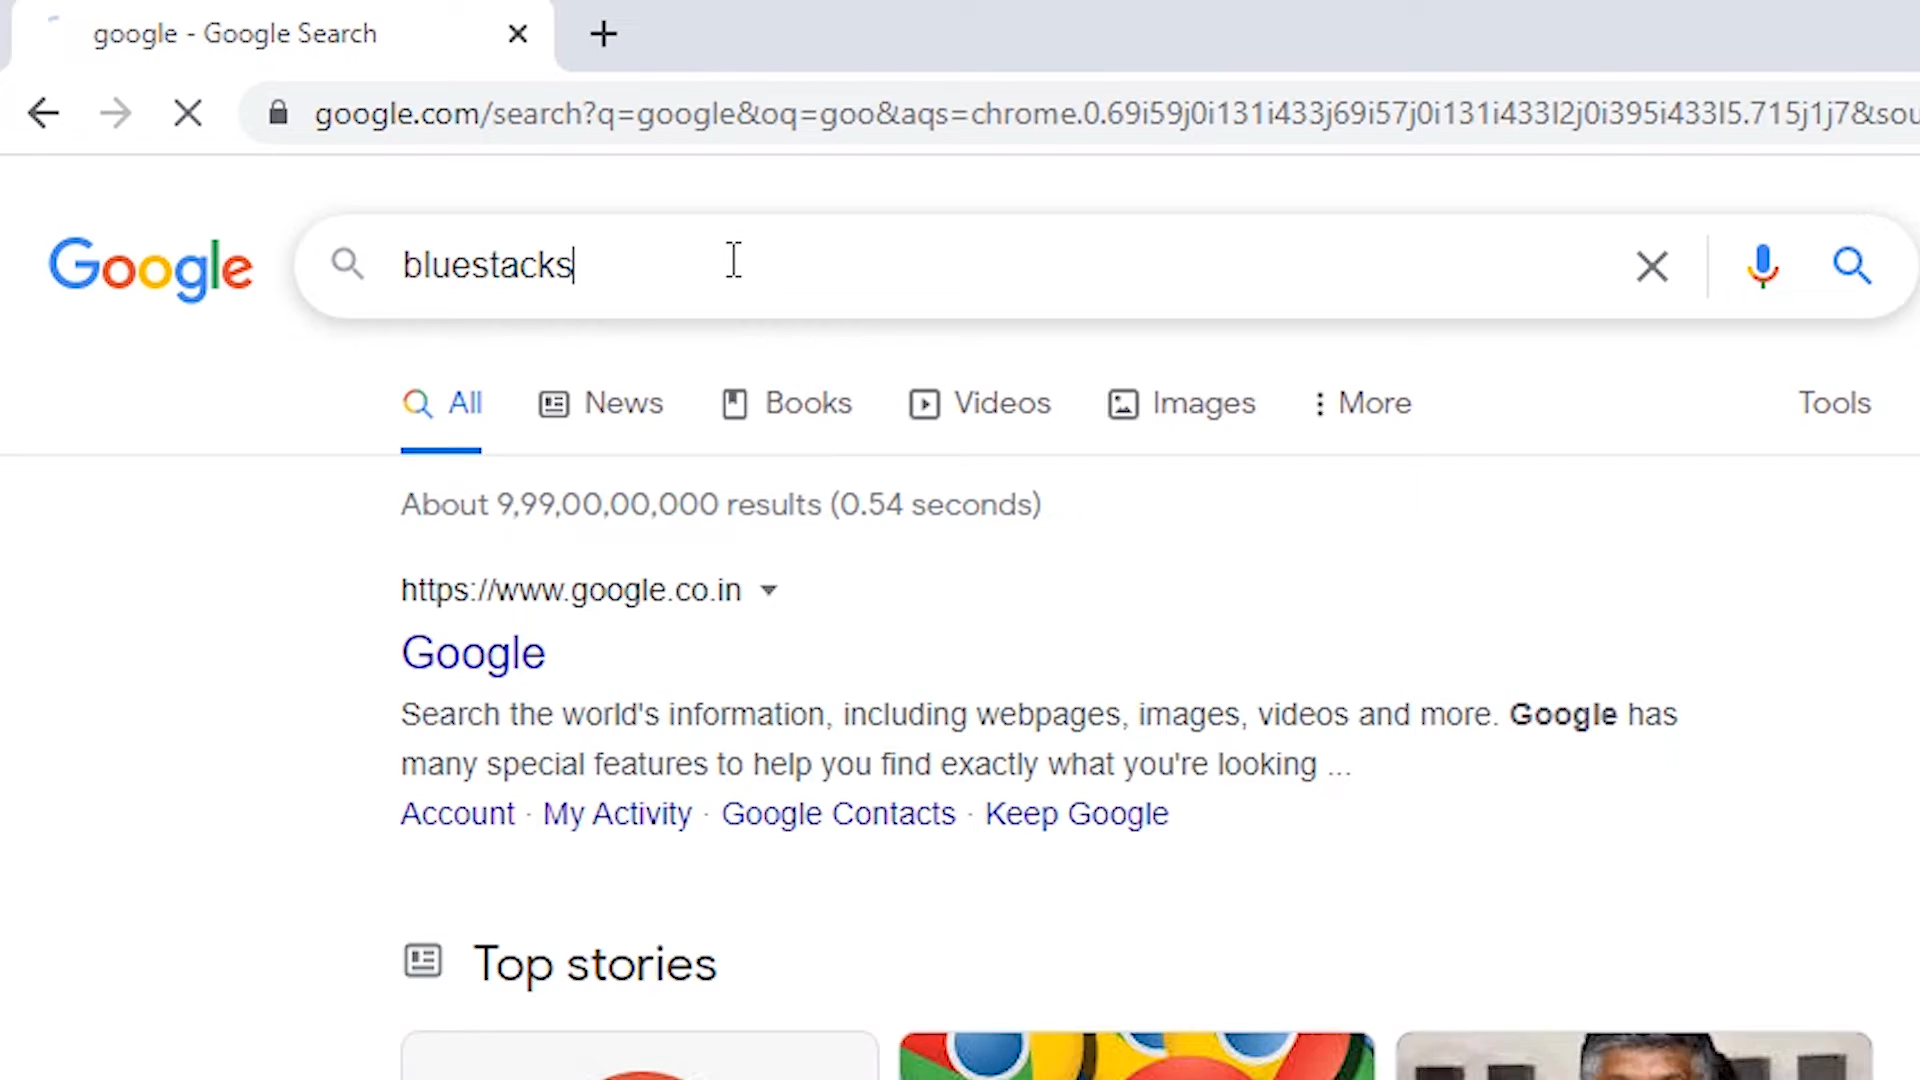 google - Google Search
google.com/search?q=google&oq=goo&aqs=chrome.0.69i59j0i131i433j69i57j0i131i433l2j0i395i433l5.715j1j7&sou
Google
bluestacks
All News Books Videos Images More Tools
About 9,99,00,00,000 results (0.54 seconds)
https://www.google.co.in
Google
Search the world's information, including webpages, images, videos and more. Google has
many special features to help you find exactly what you're looking ...
Account · My Activity · Google Contacts · Keep Google
Top stories